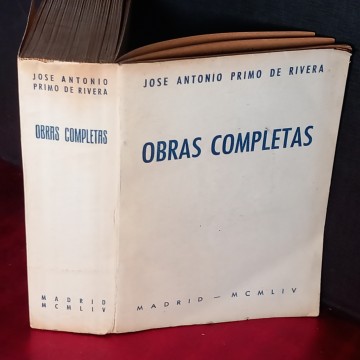 JOSE ANTONIO
PRIMO DE RIVERA
OBRAS COMPLETAS
MADRID
MCMLIV
JOSE ANTONIO PRIMO DE RIVERA
OBRAS COMPLETAS
MADRID — MCMLIV